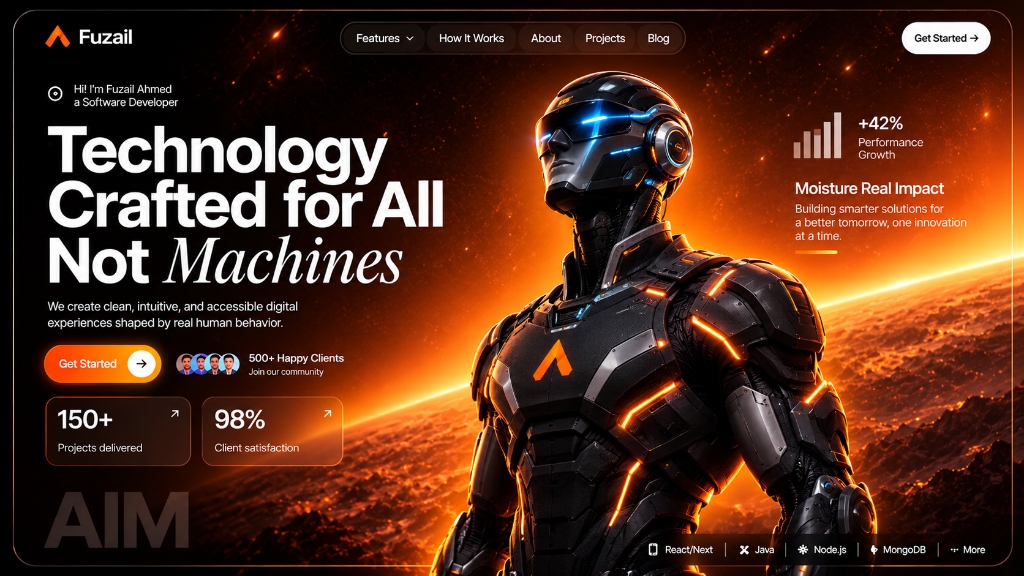 Fuzail
Features
How It Works
About
Projects
Blog
Get Started →
Hi! I'm Fuzail Ahmed
a Software Developer
Technology
Crafted for All
Not Machines
We create clean, intuitive, and accessible digital
experiences shaped by real human behavior.
Get Started →
500+ Happy Clients
Join our community
150+
Projects delivered
98%
Client satisfaction
AIM
+42%
Performance
Growth
Moisture Real Impact
Building smarter solutions for
a better tomorrow, one innovation
at a time.
React/Next
Java
Node.js
MongoDB
More